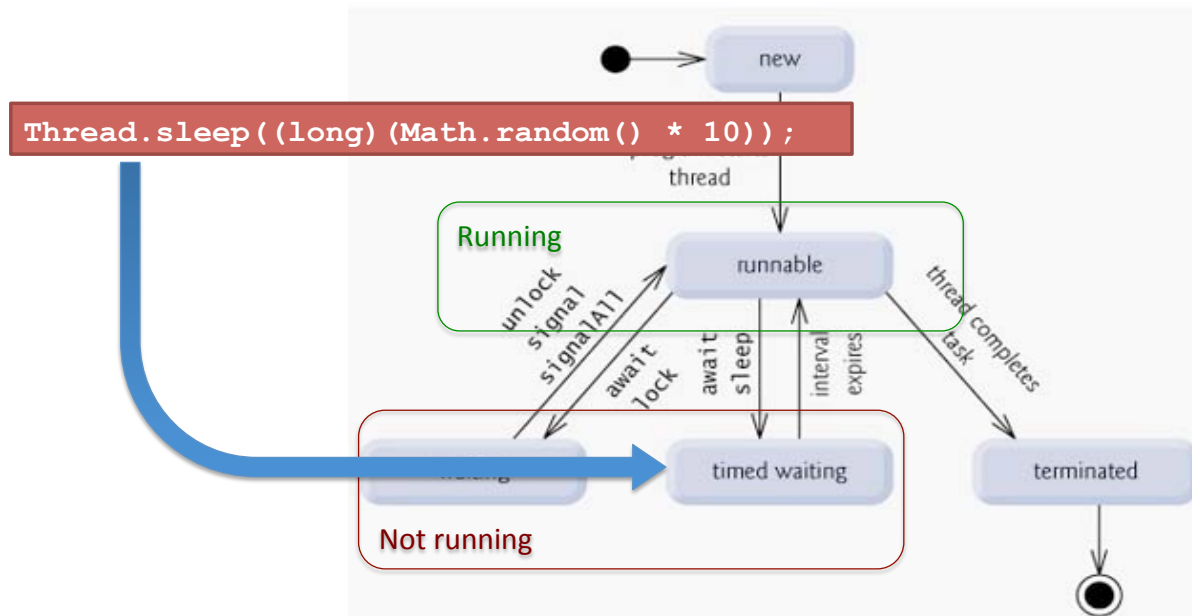 new
Thread.sleep((long)(Math.random() * 10));
thread
Running
runnable
unlock
signal
signalAll
await
lock
await
sleep
interval
expires
thread completes
task
timed waiting
terminated
Not running